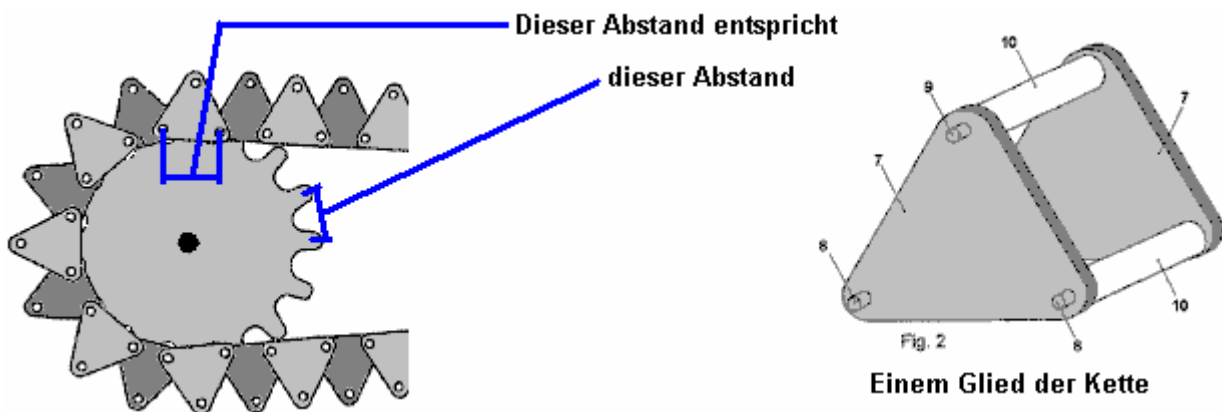 Dieser Abstand entspricht
dieser Abstand
10
9
7
7
8
10
8
Fig. 2
Einem Glied der Kette